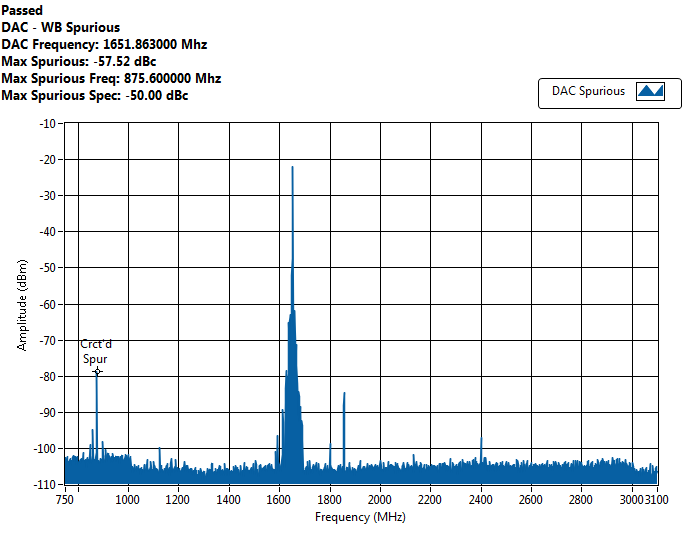 Passed
DAC - WB Spurious
DAC Frequency: 1651.863000 Mhz
Max Spurious: -57.52 dBc
Max Spurious Freq: 875.600000 Mhz
Max Spurious Spec: -50.00 dBc
DAC Spurious
-10
-20
-30
-40
-50
-60
-70
-80
-90
-100
-110
Amplitude (dBm)
Crct'd
Spur
750 1000 1200 1400 1600 1800 2000 2200 2400 2600 2800 3000 3100
Frequency (MHz)